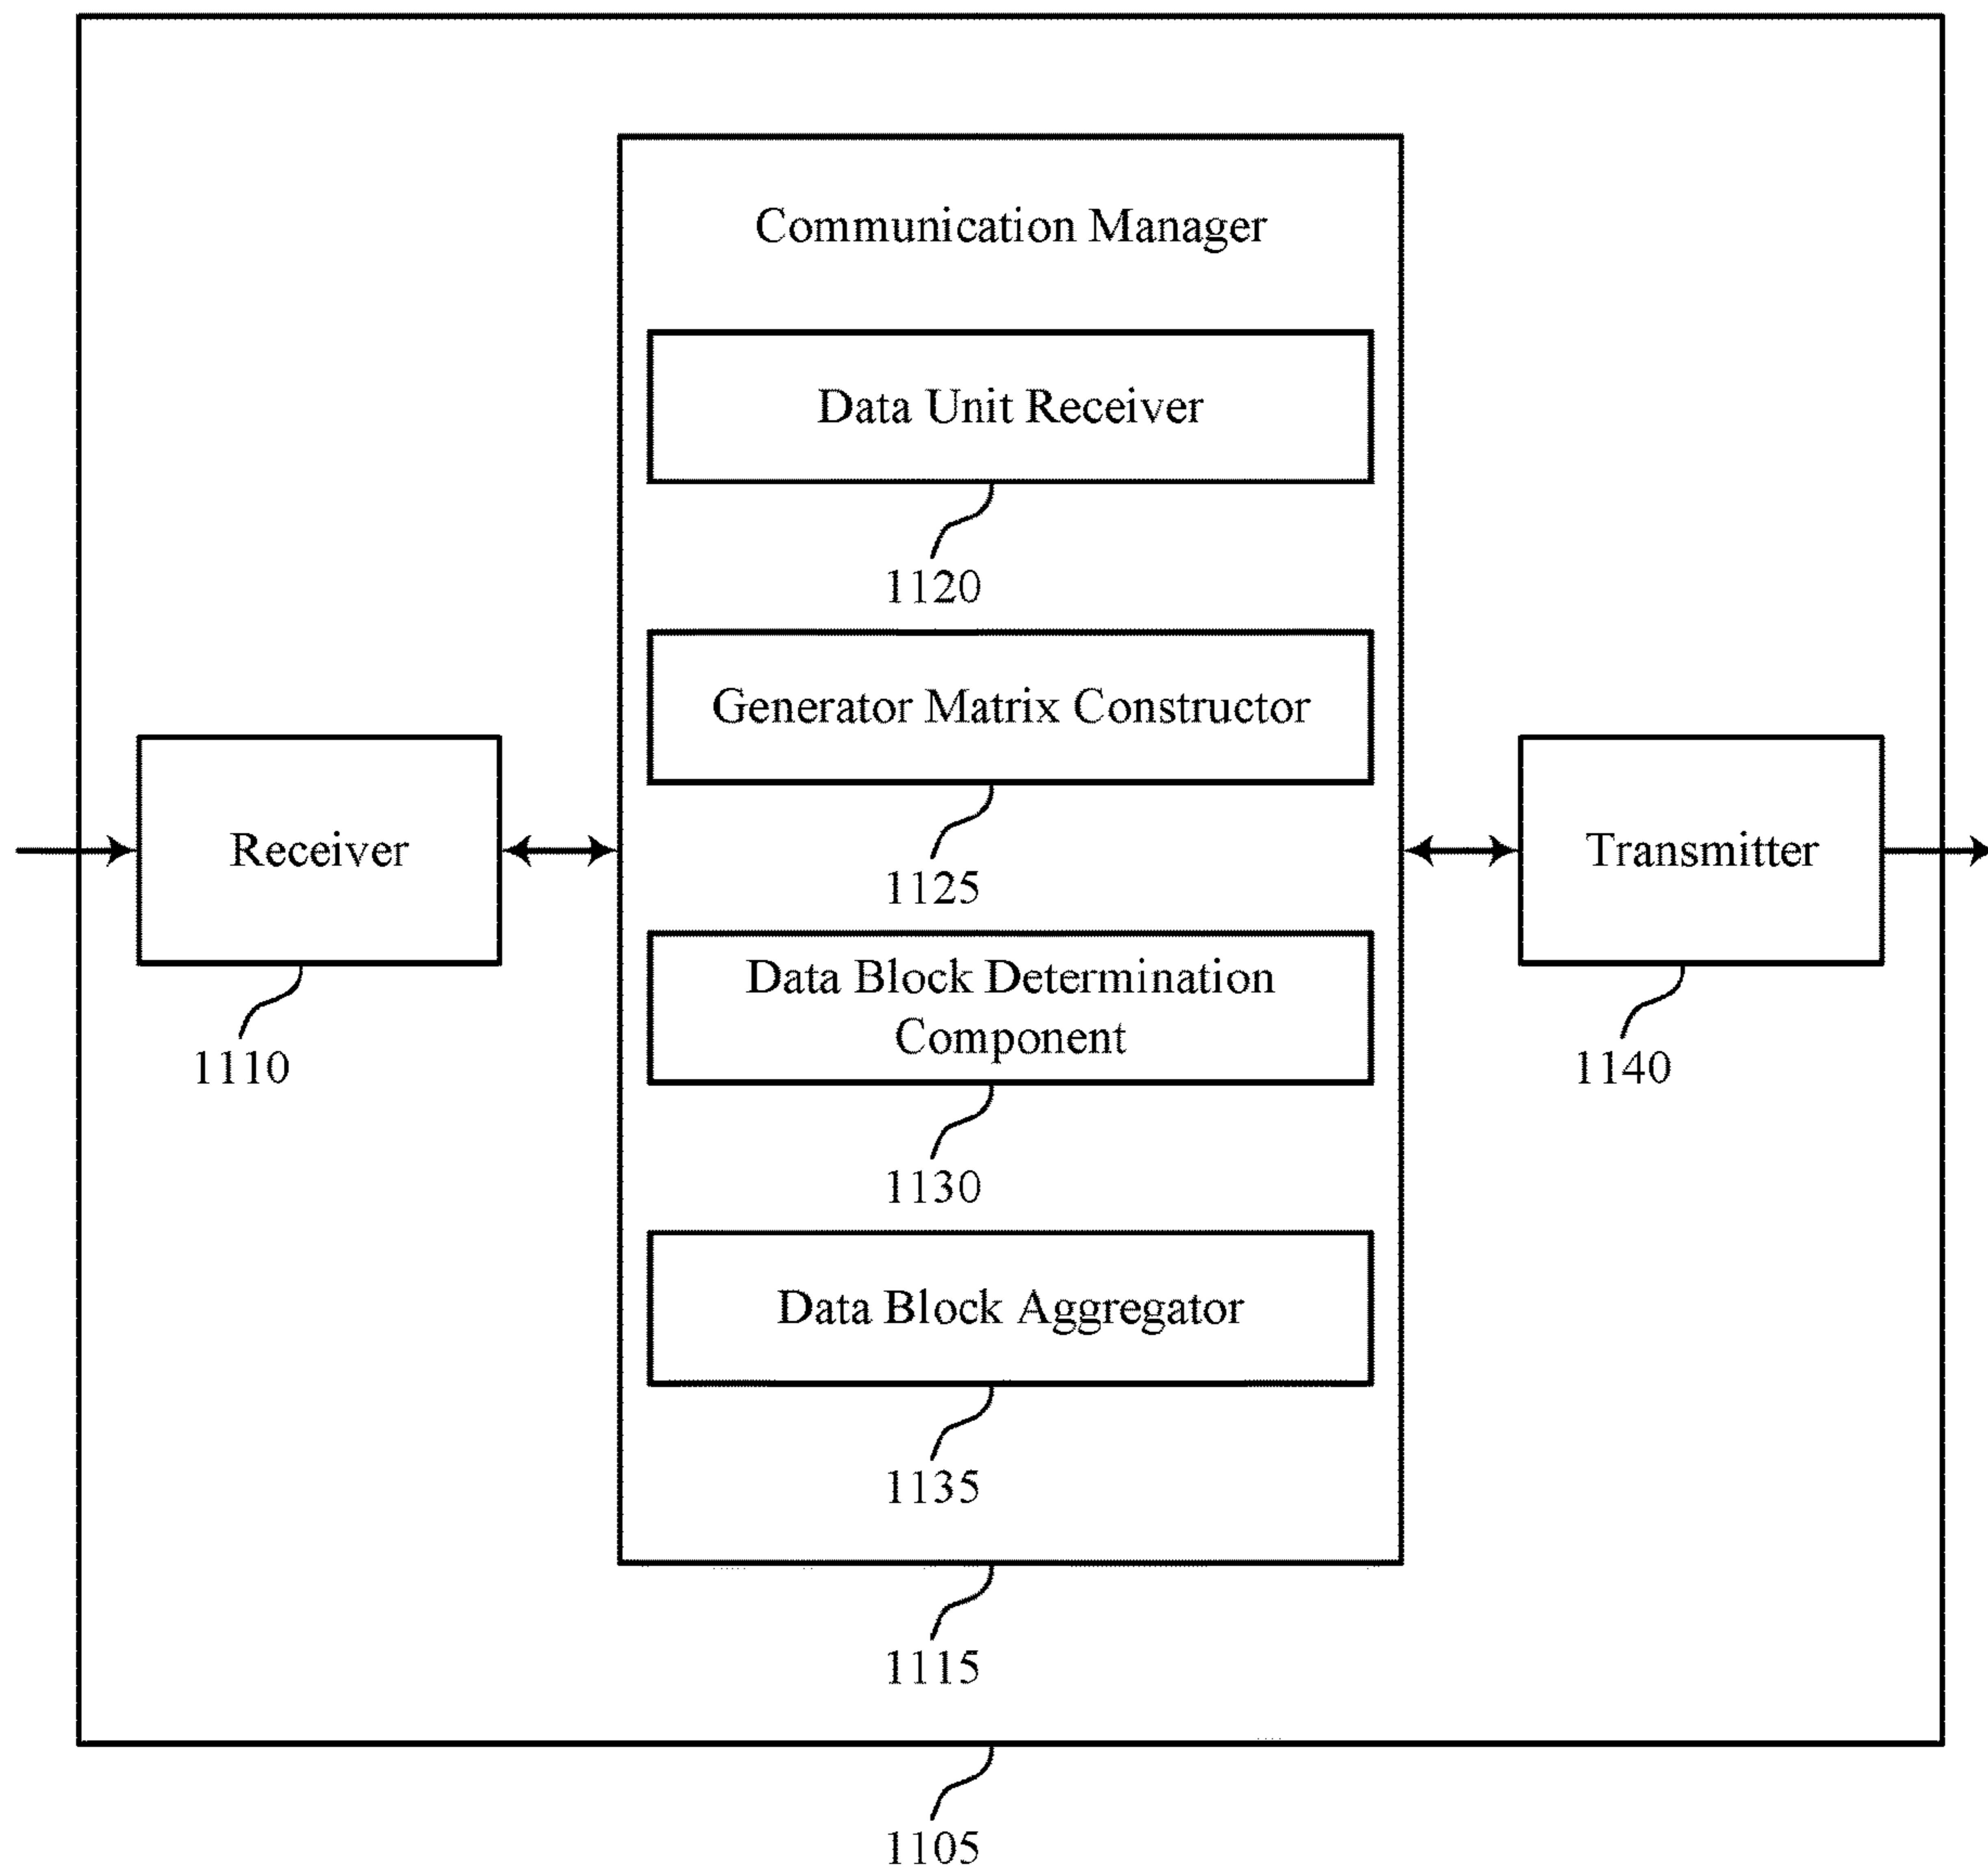 Communication Manager
Data Unit Receiver
1120
Generator Matrix Constructor
1125
Receiver
1110
Data Block Determination
Component
1130
Transmitter
1140
Data Block Aggregator
1135
1115
1105